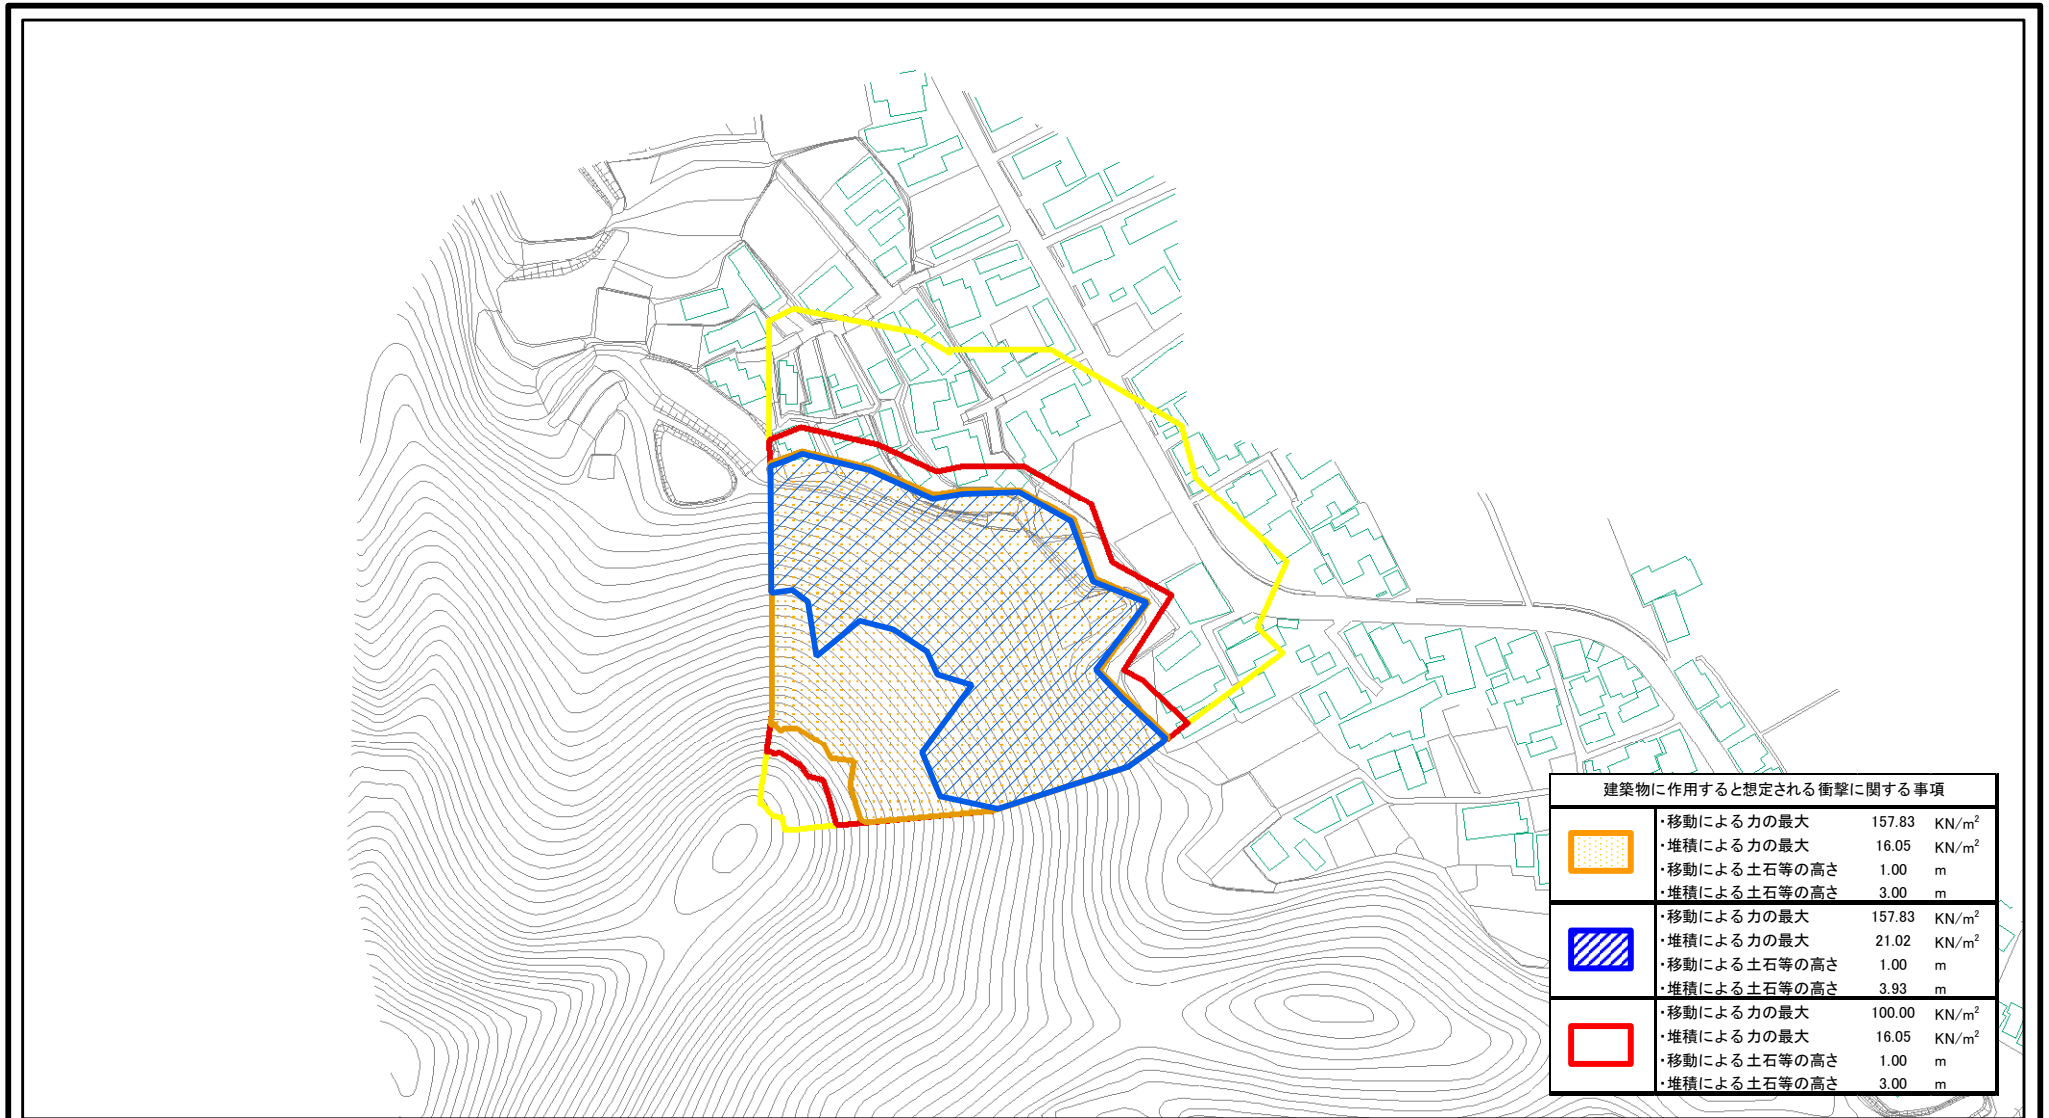 建築物に作用すると想定される衝撃に関する事項
・移動による力の最大 157.83 KN/m²
・堆積による力の最大 16.05 KN/m²
・移動による土石等の高さ 1.00 m
・堆積による土石等の高さ 3.00 m
・移動による力の最大 157.83 KN/m²
・堆積による力の最大 21.02 KN/m²
・移動による土石等の高さ 1.00 m
・堆積による土石等の高さ 3.93 m
・移動による力の最大 100.00 KN/m²
・堆積による力の最大 16.05 KN/m²
・移動による土石等の高さ 1.00 m
・堆積による土石等の高さ 3.00 m